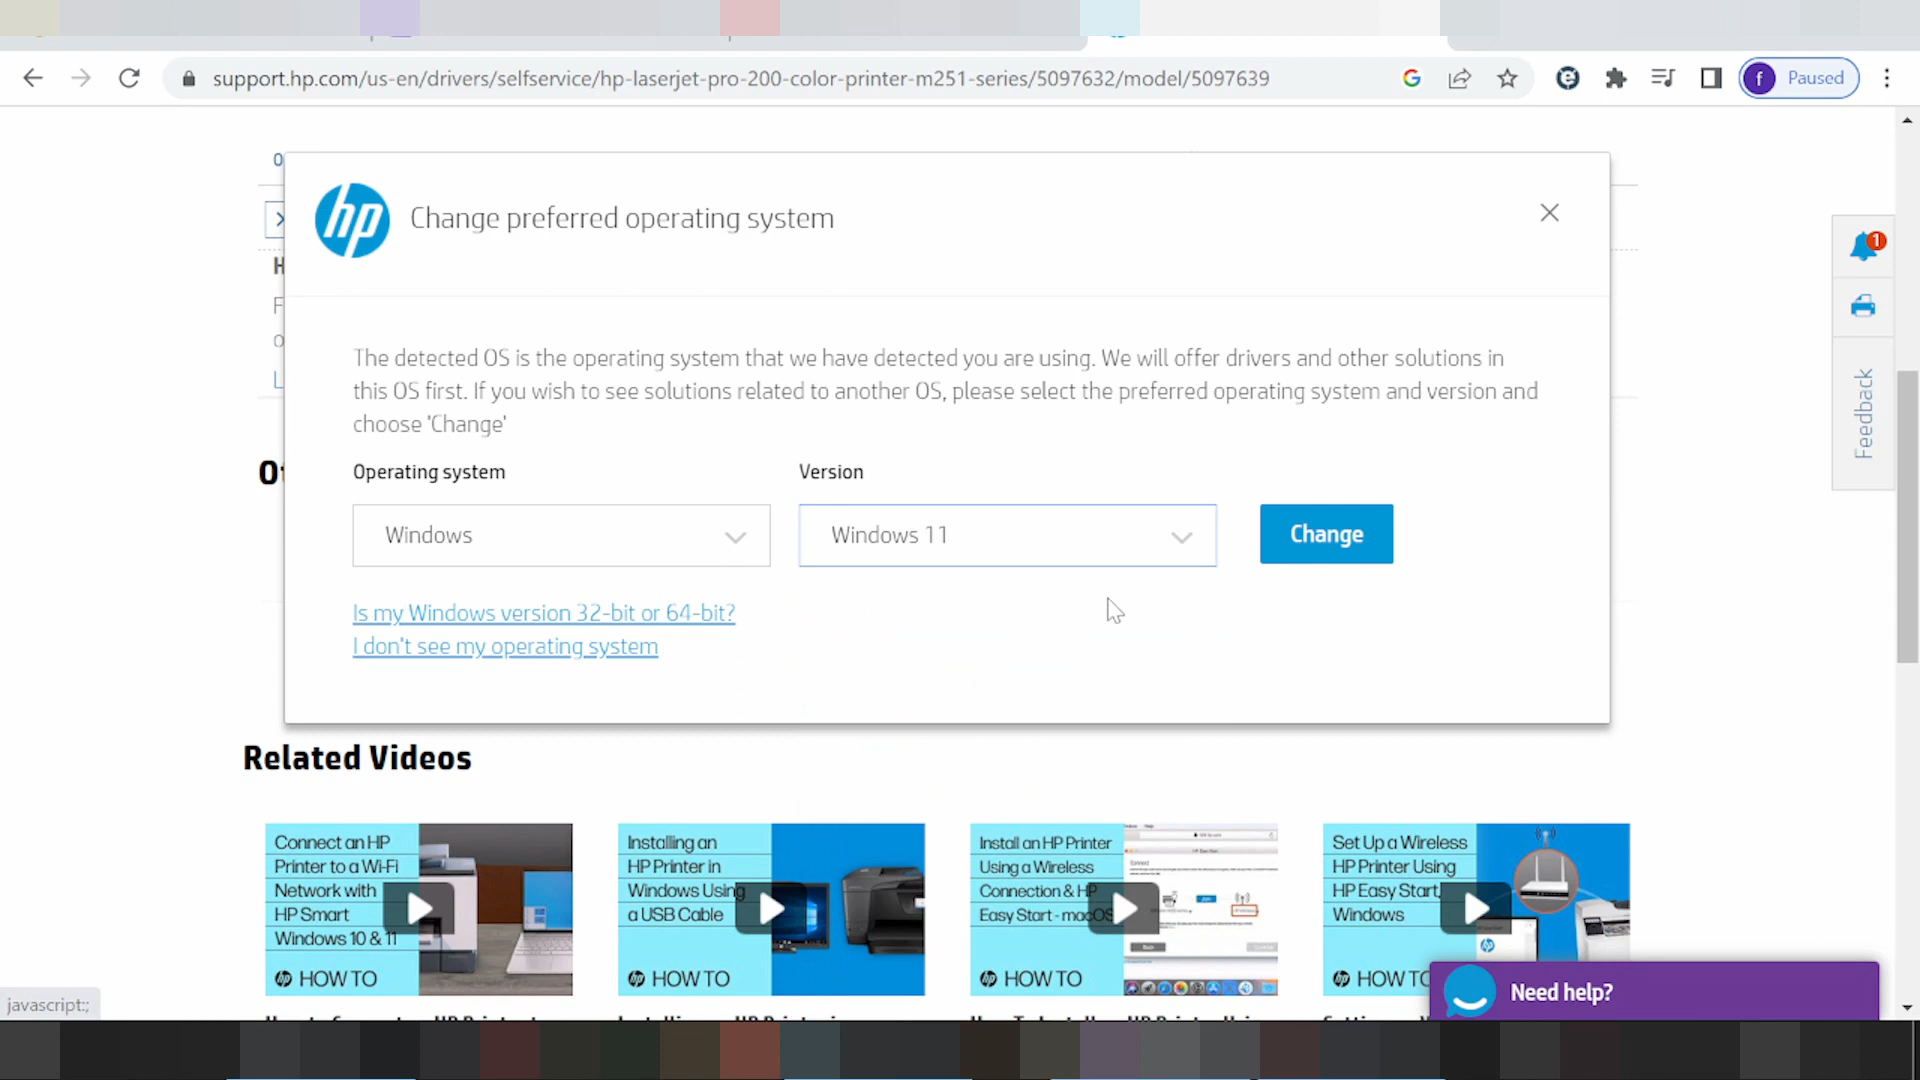 support.hp.com/us-en/drivers/selfservice/hp-laserjet-pro-200-color-printer-m251-series/5097632/model/5097639
f Paused
hp
Change preferred operating system
1
The detected OS is the operating system that we have detected you are using. We will offer drivers and other solutions in
this OS first. If you wish to see solutions related to another OS, please select the preferred operating system and version and
choose 'Change'
Feedback
Operating system
Version
Windows
Windows 11
Change
Is my Windows version 32-bit or 64-bit?
I don't see my operating system
Related Videos
Connect an HP
Printer to a Wi-Fi
Network with
HP Smart
Windows 10 & 11
HOW TO
Installing an
HP Printer in
Windows Using
a USB Cable
HOW TO
Install an HP Printer
Using a Wireless
Connection & HP
Easy Start - macOS
HOW TO
Set Up a Wireless
HP Printer Using
HP Easy Start,
Windows
HOW TO
Need help?
javascript:;